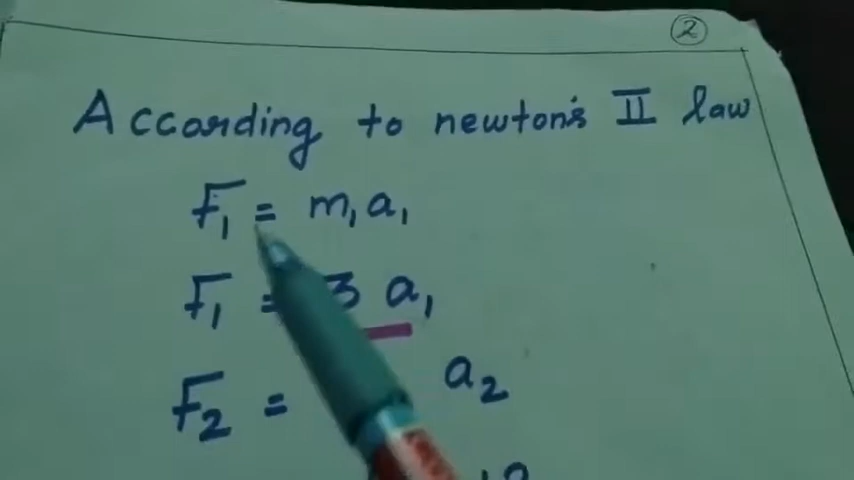 2
According to newton's II law
F₁ = m₁a₁
F₁ = 3 a₁
F₂ = a₂